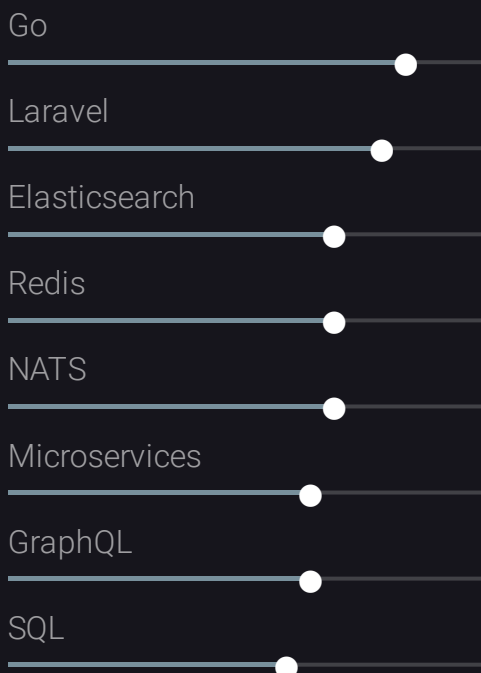 Go
Laravel
Elasticsearch
Redis
NATS
Microservices
GraphQL
SQL